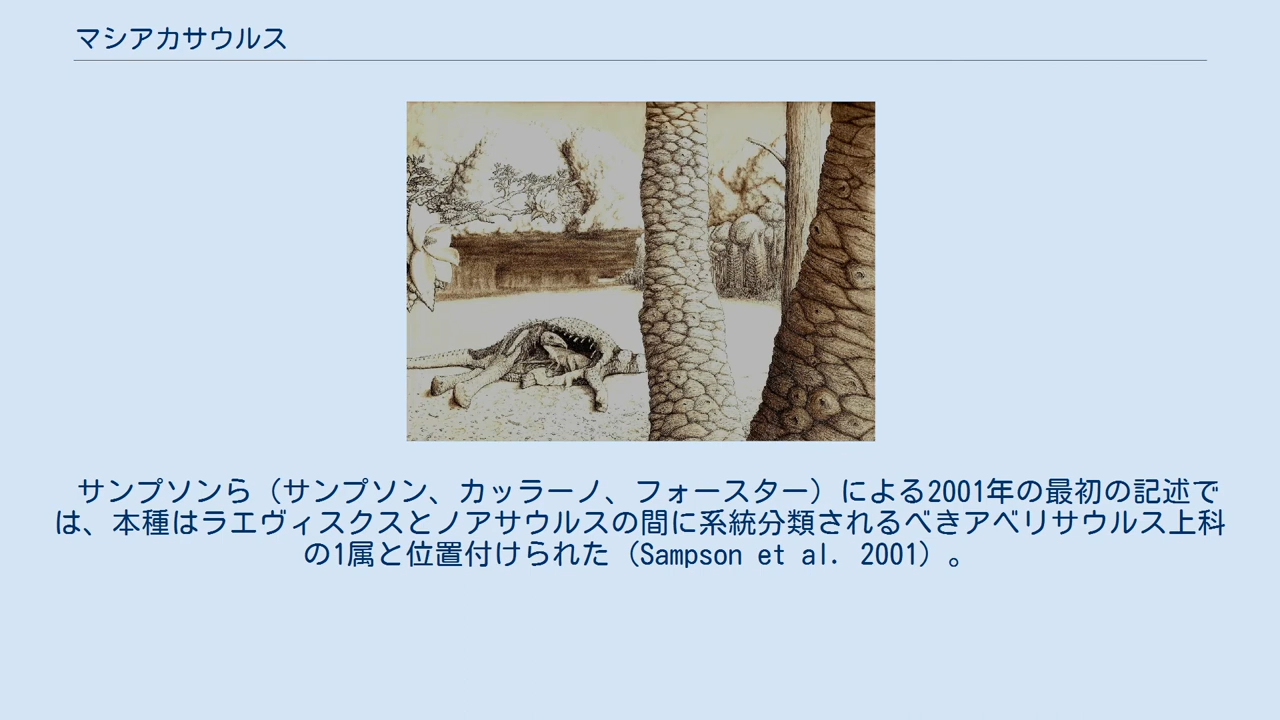 マシアカサウルス
サンプソンら（サンプソン、カッラーノ、フォースター）による2001年の最初の記述で
は、本種はラエヴィスクスとノアサウルスの間に系統分類されるべきアベリサウルス上科
の1属と位置付けられた（Sampson et al. 2001）。